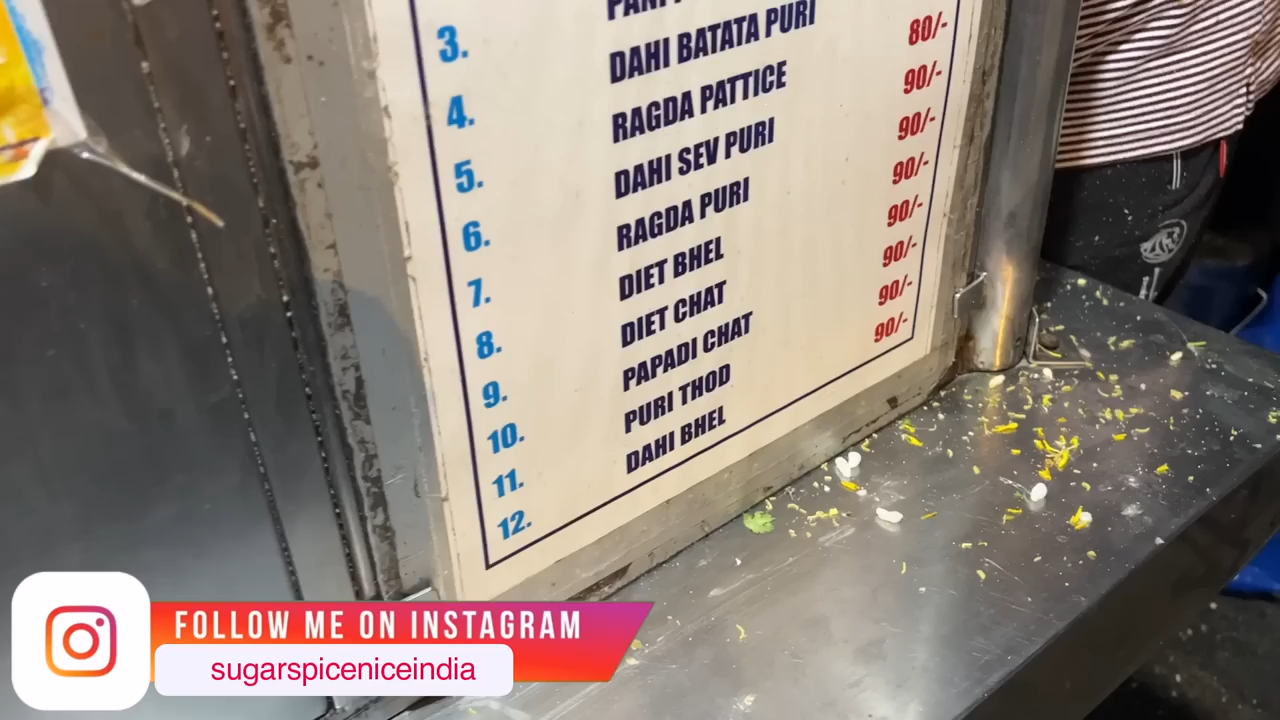 3.
4. DAHI BATATA PURI
5. RAGDA PATTICE 80/-
6. DAHI SEV PURI 90/-
7. RAGDA PURI 90/-
8. DIET BHEL 90/-
9. DIET CHAT 90/-
10. PAPADI CHAT 90/-
11. PURI THOD 90/-
12. DAHI BHEL 90/-
FOLLOW ME ON INSTAGRAM
sugarspiceniceindia